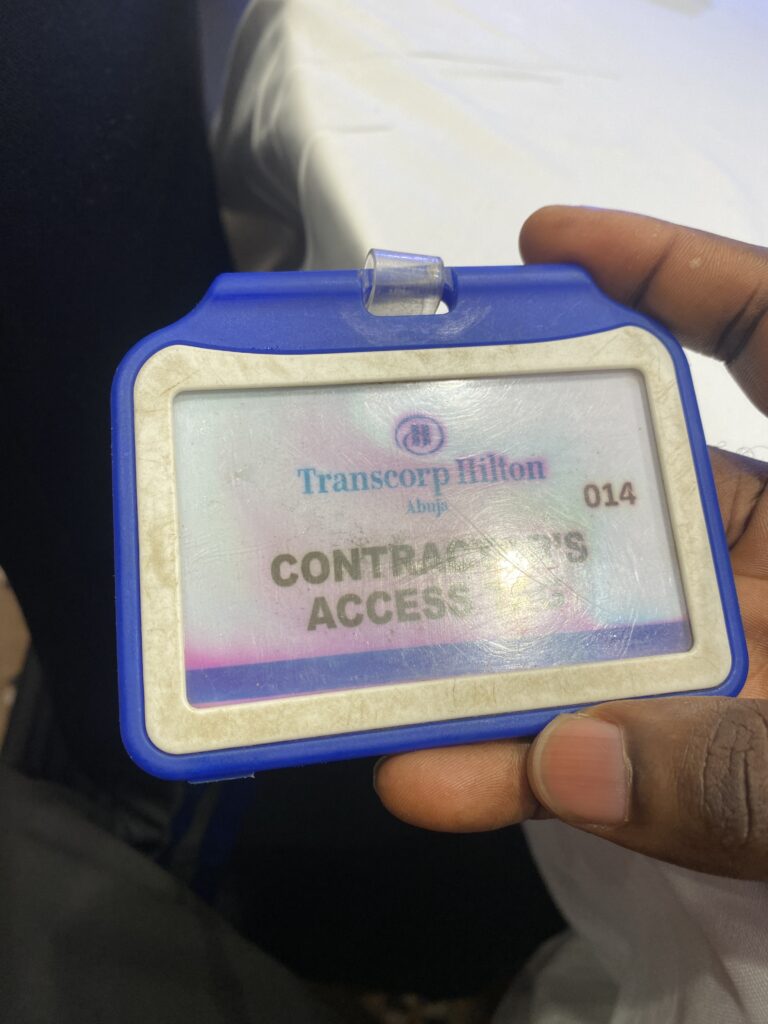 Transcorp Hilton
Abuja
014
CONTRACTOR'S
ACCESS